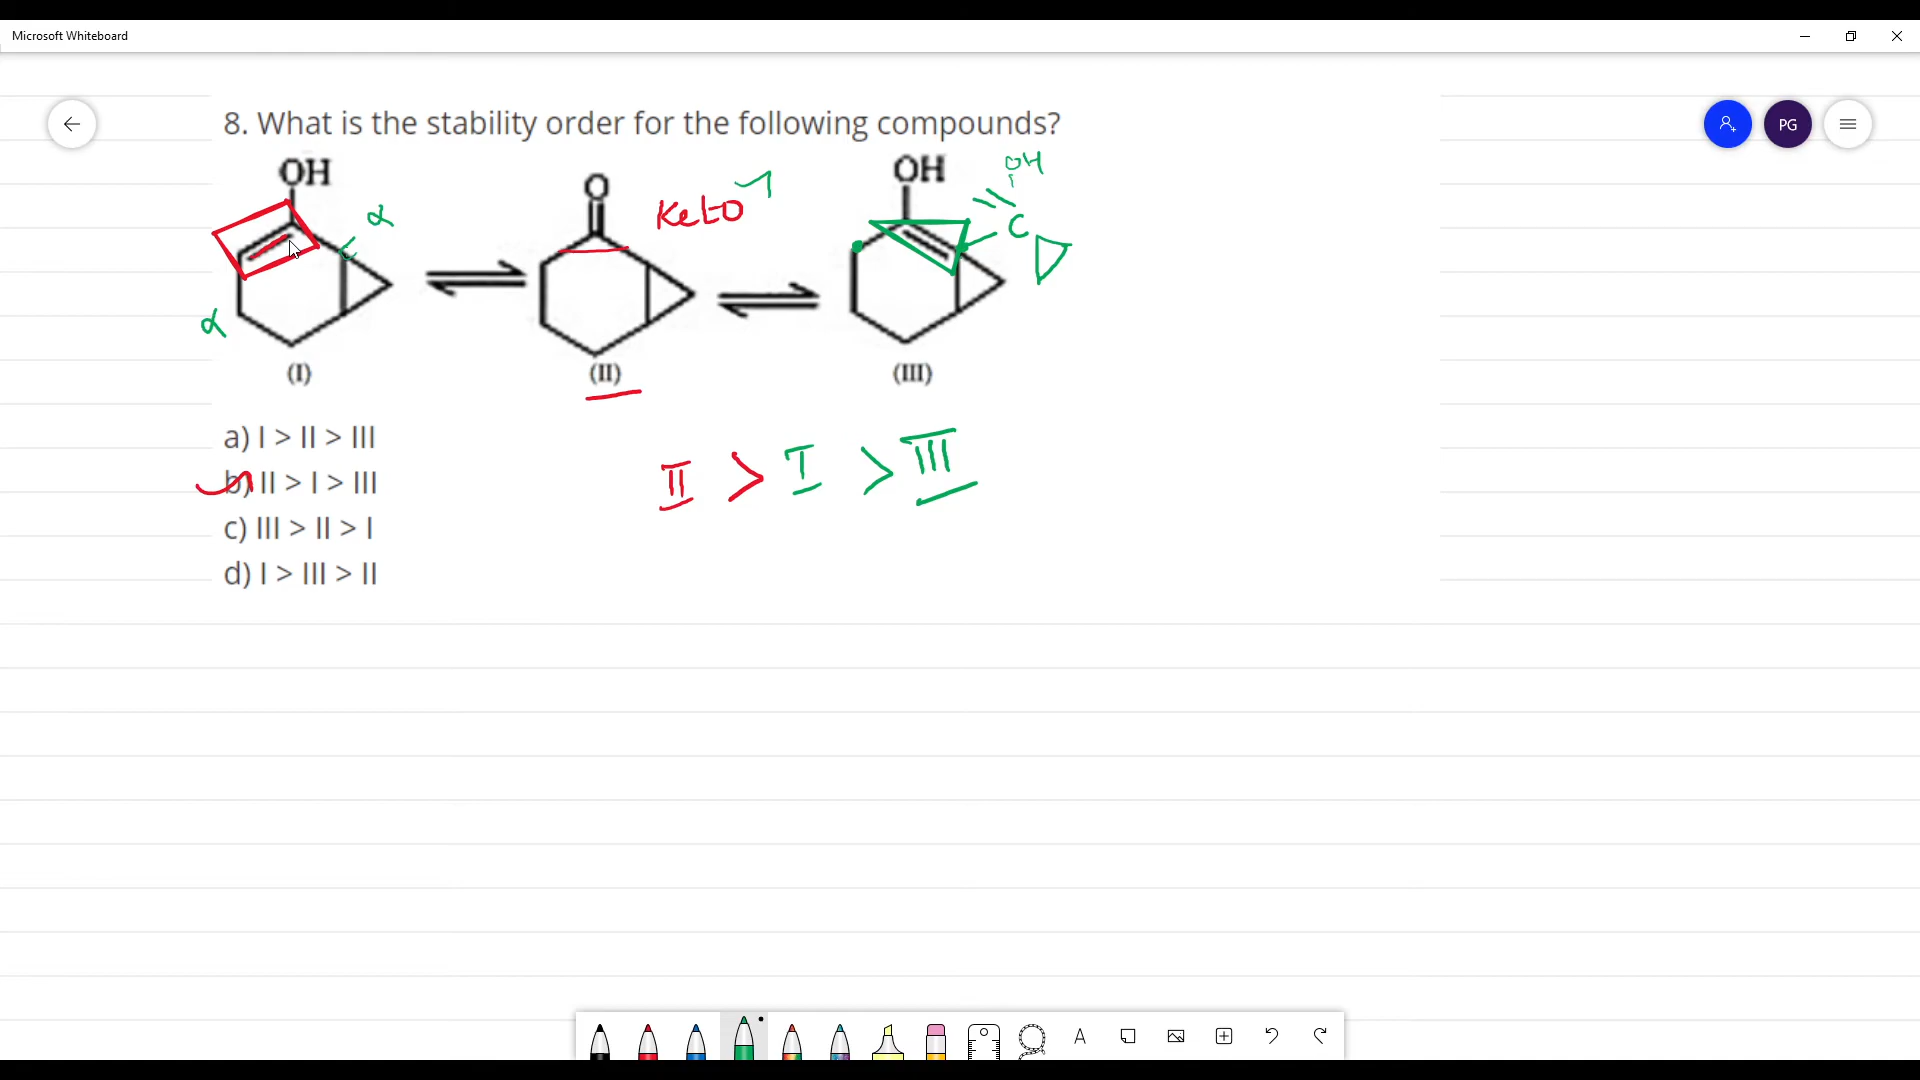 Microsoft Whiteboard
8. What is the stability order for the following compounds?
OH
α
α
(I)
O
Keto
(II)
OH
OH
C
(III)
PG
a) I > II > III
b) II > I > III
c) III > II > I
d) I > III > II
II > I > III
A